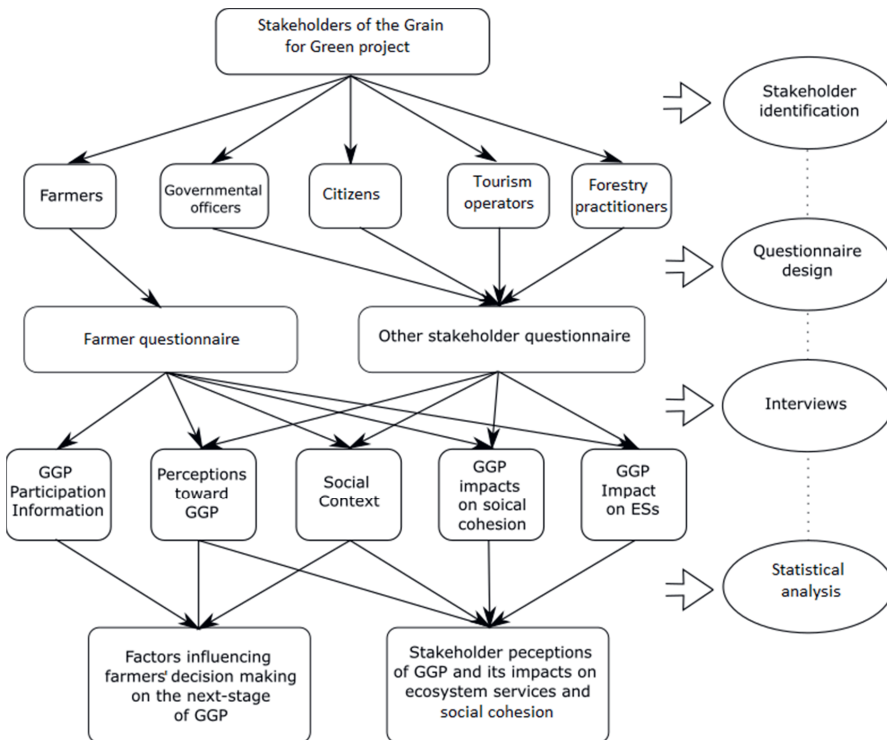 Stakeholders of the Grain
for Green project
Stakeholder
identification
Farmers
Governmental
officers
Citizens
Tourism
operators
Forestry
practitioners
Questionnaire
design
Farmer questionnaire
Other stakeholder questionnaire
Interviews
GGP
Participation
Information
Perceptions
toward
GGP
Social
Context
GGP
impacts
on soical
cohesion
GGP
Impact
on ESs
Statistical
analysis
Factors influencing
farmers' decision making
on the next-stage
of GGP
Stakeholder perceptions
of GGP and its impacts on
ecosystem services and
social cohesion